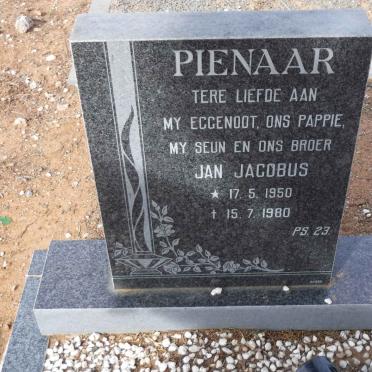 PIENAAR
TERE LIEFDE AAN
MY EGGENOOT, ONS PAPPIE,
MY SEUN EN ONS BROER
JAN JACOBUS
★ 17. 5. 1950
† 15. 7. 1980
PS. 23.